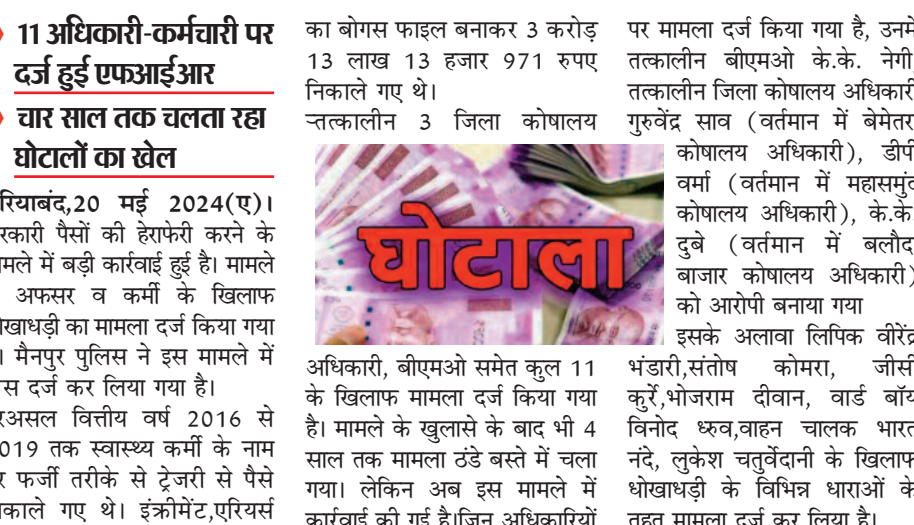 11 अधिकारी-कर्मचारी पर
दर्ज हुई एफआईआर
चार साल तक चलता रहा
घोटालों का खेल
रियाबंद,20 मई 2024(ए)।
रकारी पैसों की हेराफेरी करने के
ामले में बड़ी कार्रवाई हुई है। मामले
अफसर व कर्मी के खिलाफ
ोखाधड़ी का मामला दर्ज किया गया
। मैनपुर पुलिस ने इस मामले में
स दर्ज कर लिया गया है।
रअसल वित्तीय वर्ष 2016 से
019 तक स्वास्थ्य कर्मी के नाम
र फर्जी तरीके से ट्रेजरी से पैसे
काले गए थे। इंक्रीमेंट,एरियर्स
का बोगस फाइल बनाकर 3 करोड़
13 लाख 13 हजार 971 रुपए
निकाले गए थे।
तत्कालीन 3 जिला कोषालय
घोटाला
अधिकारी, बीएमओ समेत कुल 11
के खिलाफ मामला दर्ज किया गया
है। मामले के खुलासे के बाद भी 4
साल तक मामला ठंडे बस्ते में चला
गया। लेकिन अब इस मामले में
कार्रवाई की गई है।जिन अधिकारियों
पर मामला दर्ज किया गया है, उनमें
तत्कालीन बीएमओ के.के. नेगी,
तत्कालीन जिला कोषालय अधिकारी
गुरुवेंद्र साव (वर्तमान में बेमेतर
कोषालय अधिकारी), डीपी
वर्मा (वर्तमान में महासमुंद
कोषालय अधिकारी), के.के.
दुबे (वर्तमान में बलौद
बाजार कोषालय अधिकारी)
को आरोपी बनाया गया
इसके अलावा लिपिक वीरेंद्र
भंडारी,संतोष कोमरा, जीसी
कुर्रे,भोजराम दीवान, वार्ड बॉय
विनोद ध्रुव,वाहन चालक भारत
नंदे, लुकेश चतुर्वेदानी के खिलाफ
धोखाधड़ी के विभिन्न धाराओं के
तहत मामला दर्ज कर लिया है।